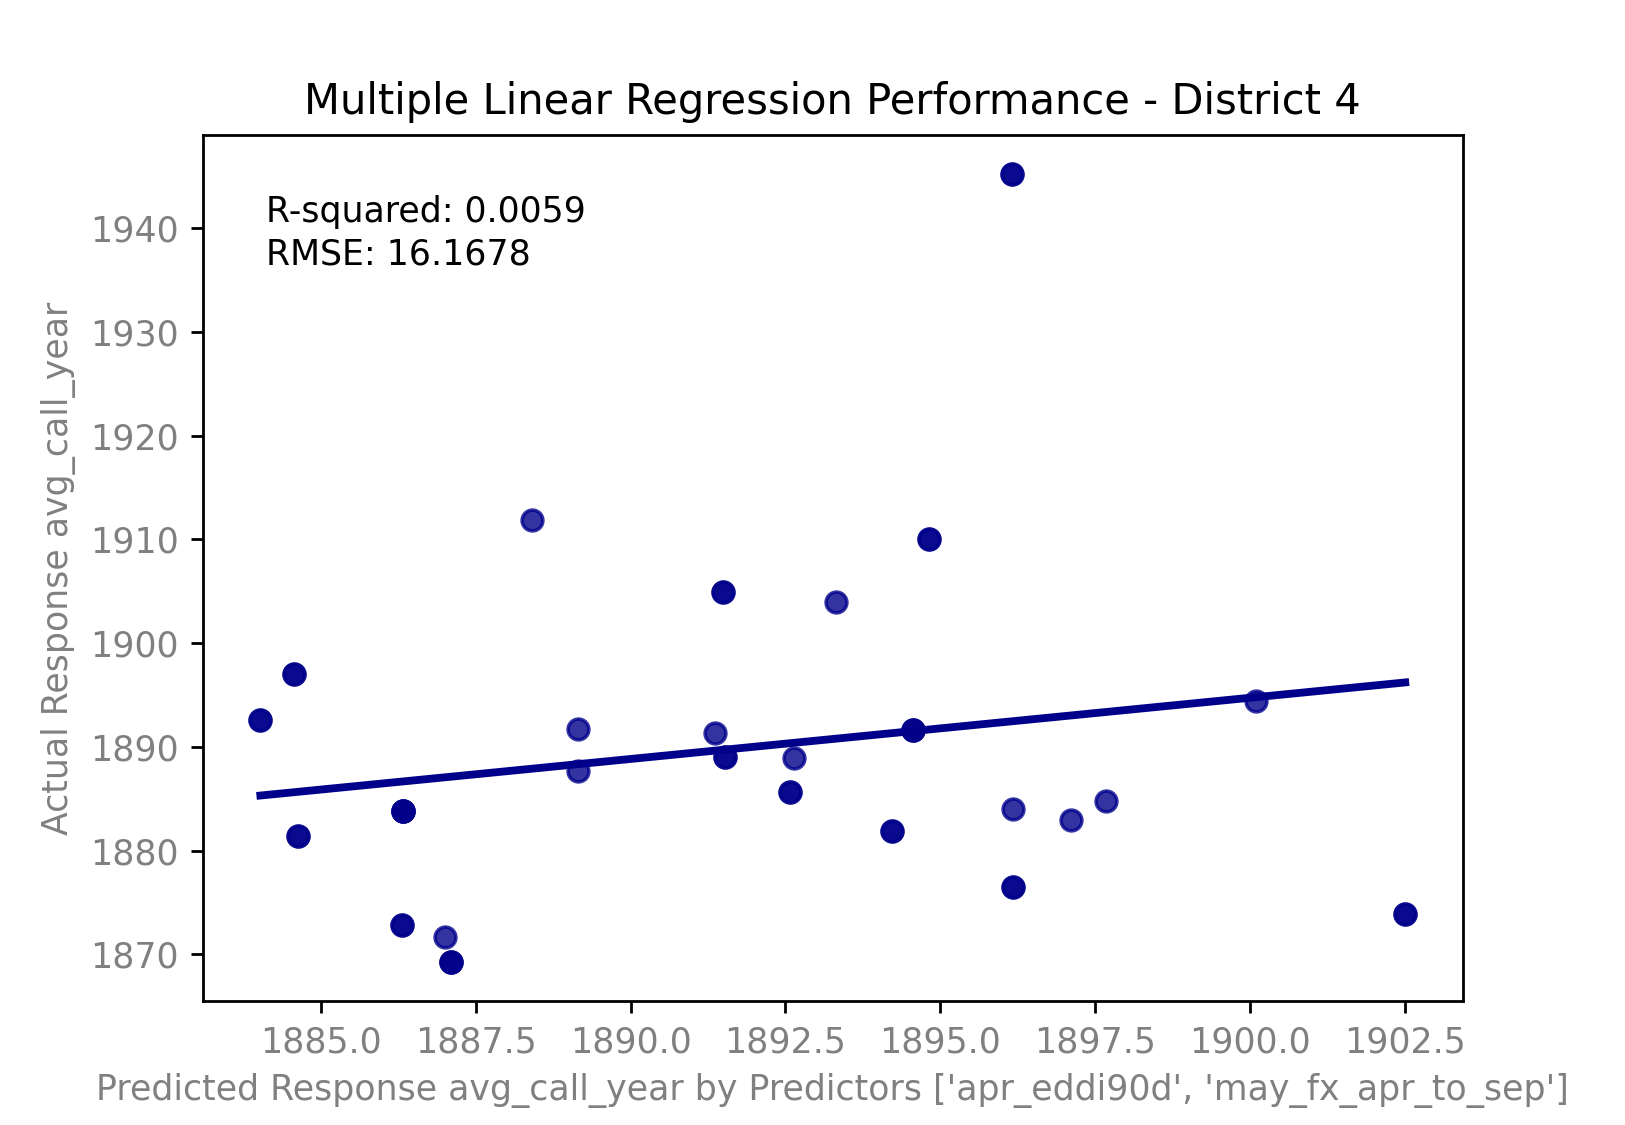 Multiple Linear Regression Performance - District 4
R-squared: 0.0059
RMSE: 16.1678
Actual Response avg_call_year
1940
1930
1920
1910
1900
1890
1880
1870
1885.0 1887.5 1890.0 1892.5 1895.0 1897.5 1900.0 1902.5
Predicted Response avg_call_year by Predictors ['apr_eddi90d', 'may_fx_apr_to_sep']